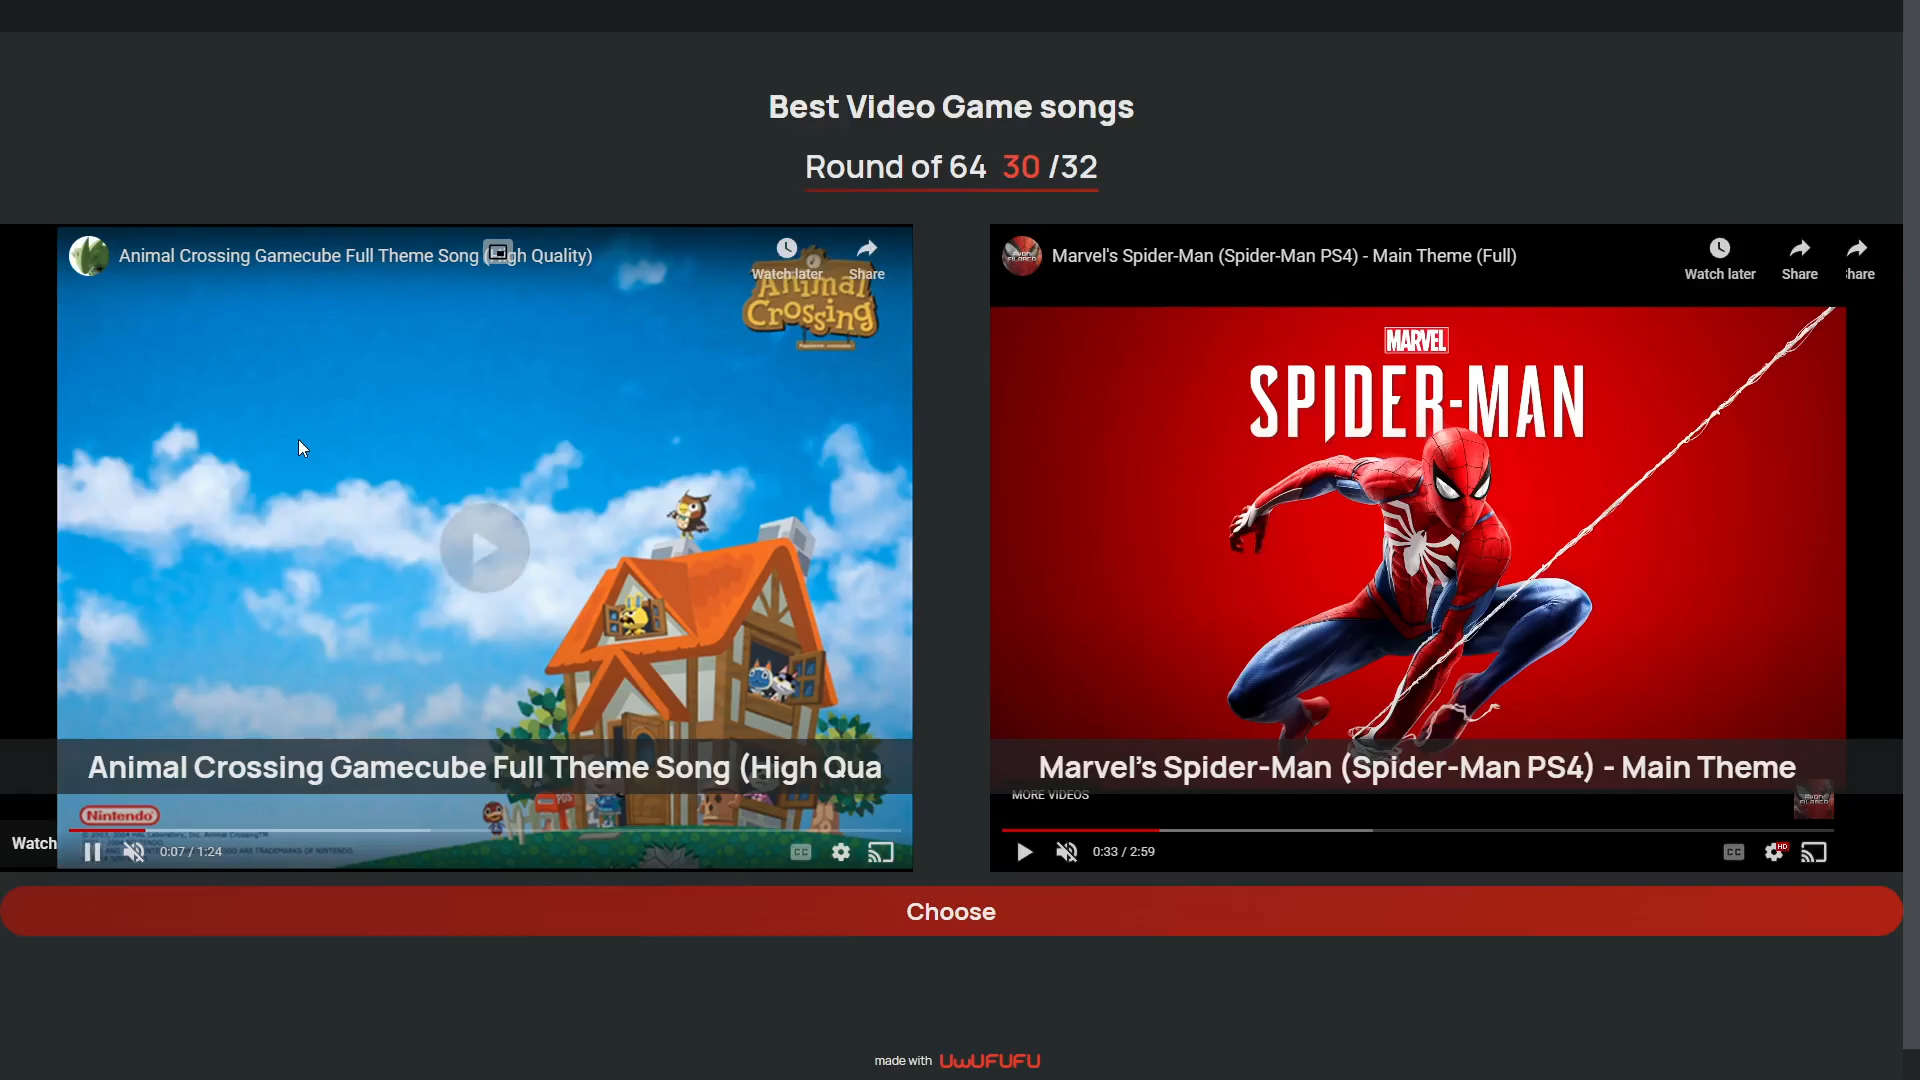 Best Video Game songs
Round of 64 30 /32
Animal Crossing Gamecube Full Theme Song (High Quality)
Watch later
Share
Animal
Crossing
Marvel's Spider-Man (Spider-Man PS4) - Main Theme (Full)
Watch later
Share
hare
MARVEL
SPIDER-MAN
Animal Crossing Gamecube Full Theme Song (High Qua
Marvel's Spider-Man (Spider-Man PS4) - Main Theme
MORE VIDEOS
Nintendo
Watch
0:07 / 1:24
CC
0:33 / 2:59
CC
HD
Choose
made with UwUFUFU